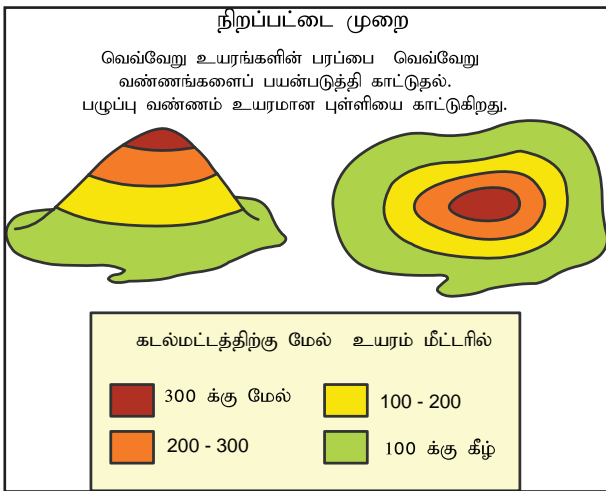 நிறப்பட்டை முறை
வெவ்வேறு உயரங்களின் பரப்பை வெவ்வேறு
வண்ணங்களைப் பயன்படுத்தி காட்டுதல்.
பழுப்பு வண்ணம் உயரமான புள்ளியை காட்டுகிறது.
கடல்மட்டத்திற்கு மேல் உயரம் மீட்டரில்
300 க்கு மேல்
100 - 200
200 - 300
100 க்கு கீழ்